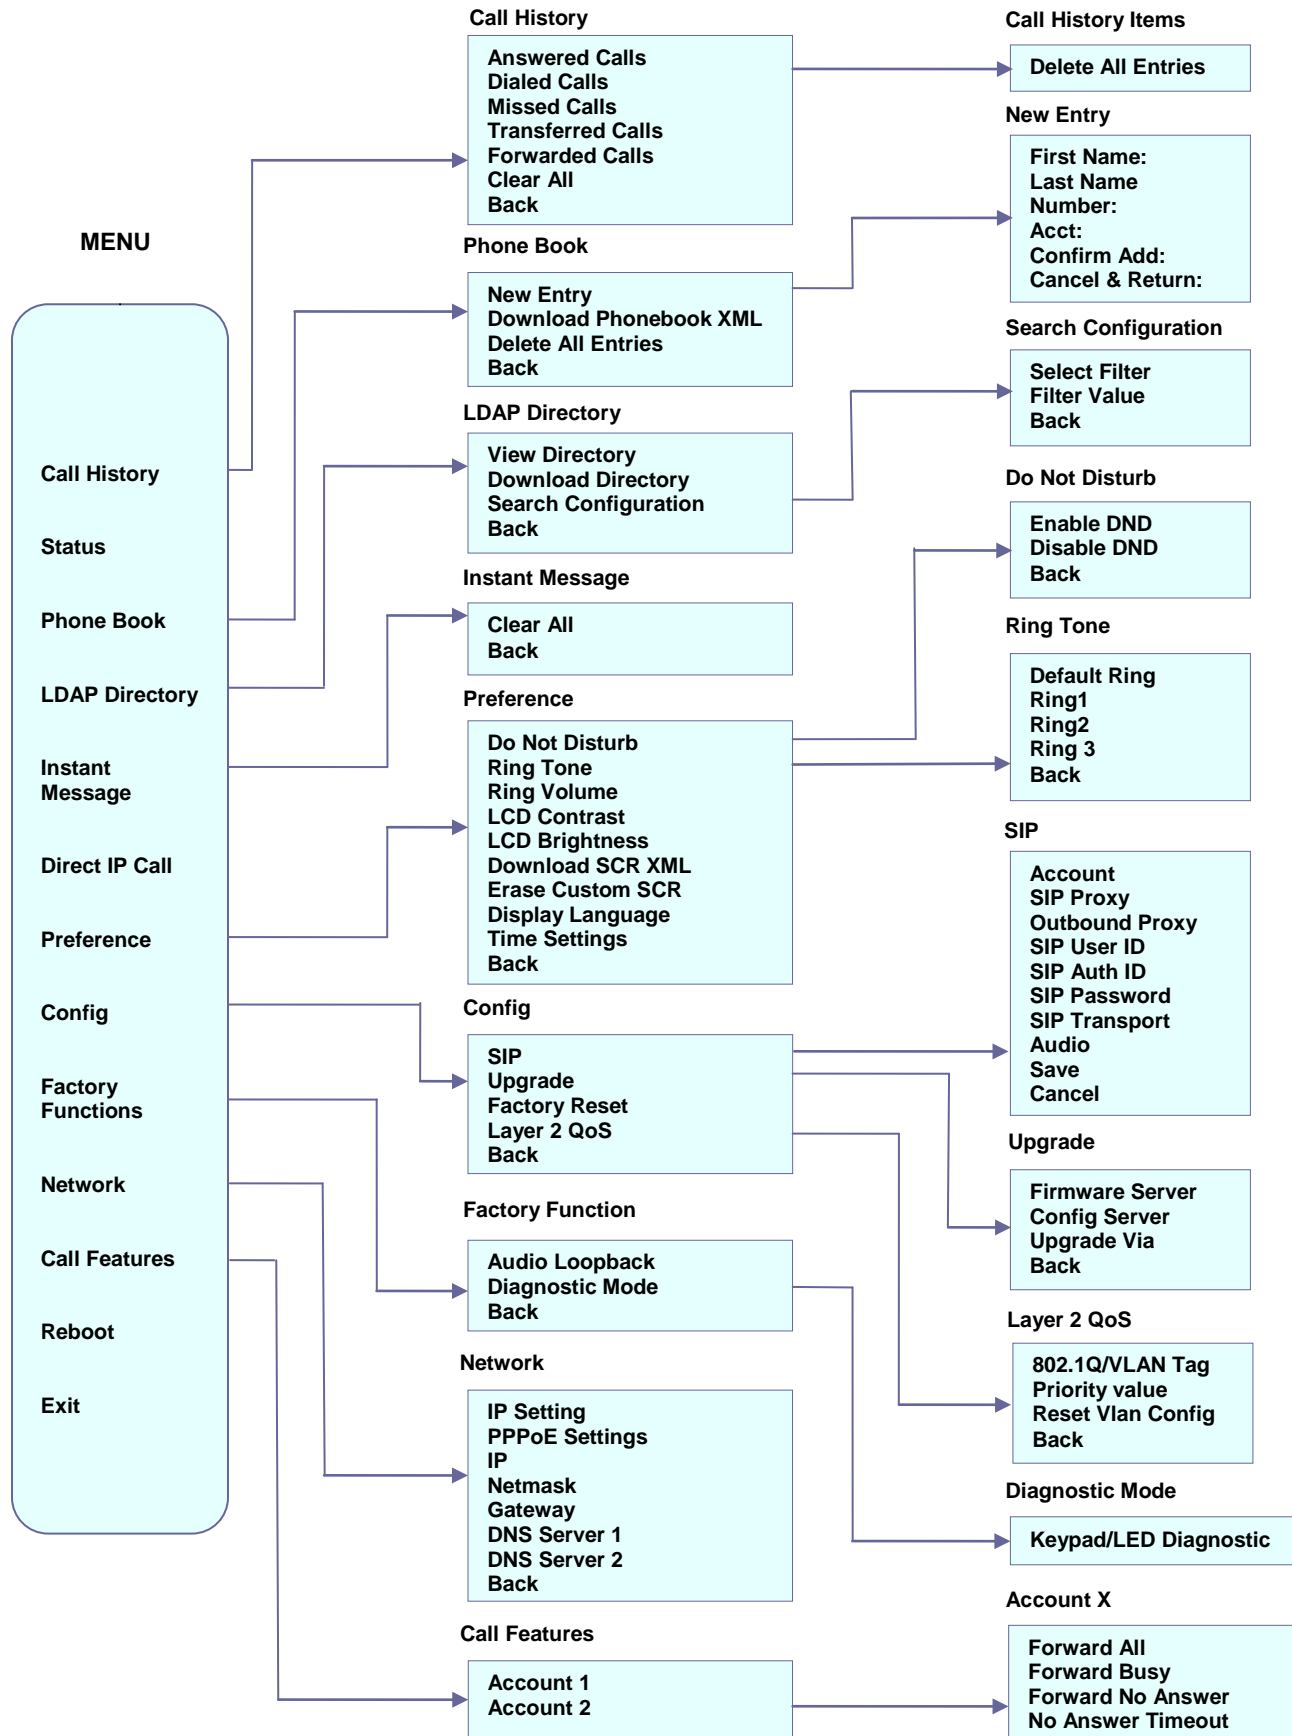 MENU
Call History
Status
Phone Book
LDAP Directory
Instant
Message
Direct IP Call
Preference
Config
Factory
Functions
Network
Call Features
Reboot
Exit
Call History
Answered Calls
Dialed Calls
Missed Calls
Transferred Calls
Forwarded Calls
Clear All
Back
Phone Book
New Entry
Download Phonebook XML
Delete All Entries
Back
LDAP Directory
View Directory
Download Directory
Search Configuration
Back
Instant Message
Clear All
Back
Preference
Do Not Disturb
Ring Tone
Ring Volume
LCD Contrast
LCD Brightness
Download SCR XML
Erase Custom SCR
Display Language
Time Settings
Back
Config
SIP
Upgrade
Factory Reset
Layer 2 QoS
Back
Factory Function
Audio Loopback
Diagnostic Mode
Back
Network
IP Setting
PPPoE Settings
IP
Netmask
Gateway
DNS Server 1
DNS Server 2
Back
Call Features
Account 1
Account 2
Call History Items
Delete All Entries
New Entry
First Name:
Last Name
Number:
Acct:
Confirm Add:
Cancel & Return:
Search Configuration
Select Filter
Filter Value
Back
Do Not Disturb
Enable DND
Disable DND
Back
Ring Tone
Default Ring
Ring1
Ring2
Ring 3
Back
SIP
Account
SIP Proxy
Outbound Proxy
SIP User ID
SIP Auth ID
SIP Password
SIP Transport
Audio
Save
Cancel
Upgrade
Firmware Server
Config Server
Upgrade Via
Back
Layer 2 QoS
802.1Q/VLAN Tag
Priority value
Reset Vlan Config
Back
Diagnostic Mode
Keypad/LED Diagnostic
Account X
Forward All
Forward Busy
Forward No Answer
No Answer Timeout